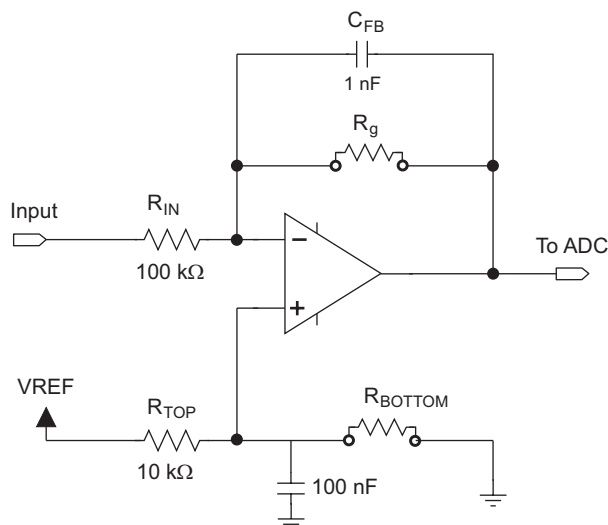 C_FB
1 nF
R_g
Input
R_IN
100 kΩ
To ADC
VREF
R_TOP
10 kΩ
R_BOTTOM
100 nF